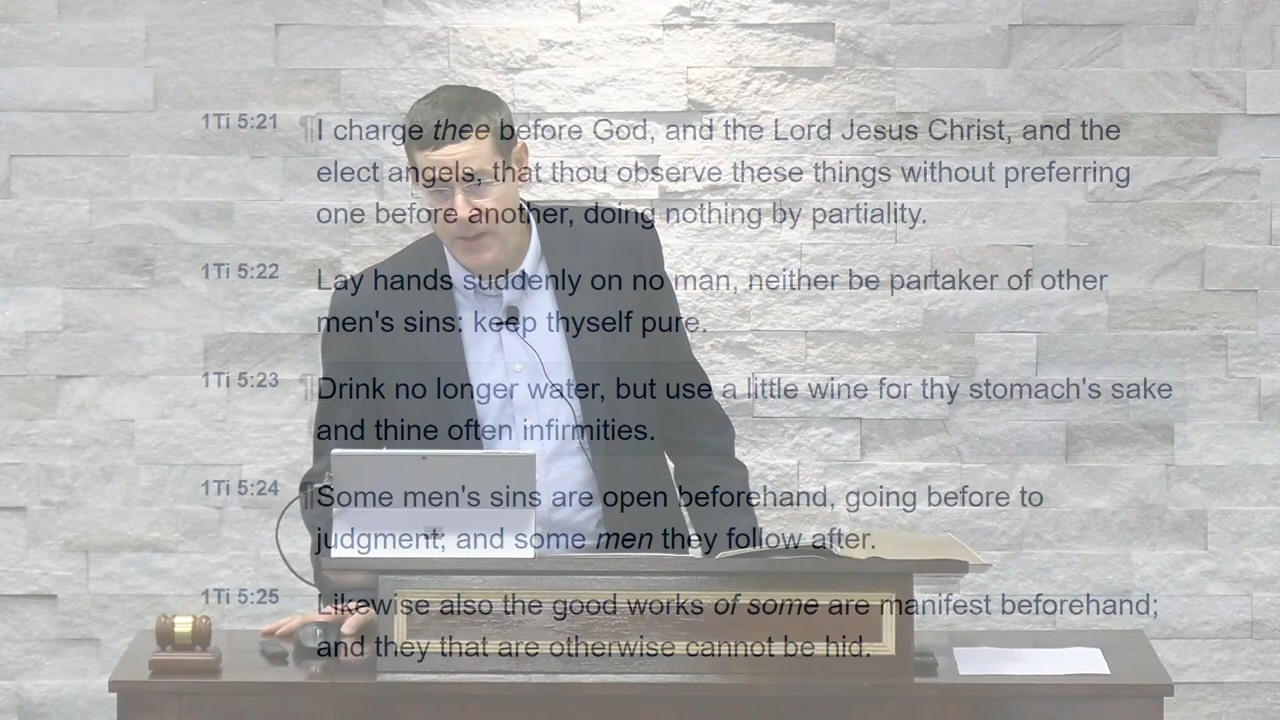 1Ti 5:21 ¶I charge thee before God, and the Lord Jesus Christ, and the
elect angels, that thou observe these things without preferring
one before another, doing nothing by partiality.
1Ti 5:22 Lay hands suddenly on no man, neither be partaker of other
men's sins: keep thyself pure.
1Ti 5:23 ¶Drink no longer water, but use a little wine for thy stomach's sake
and thine often infirmities.
1Ti 5:24 ¶Some men's sins are open beforehand, going before to
judgment; and some men they follow after.
1Ti 5:25 Likewise also the good works of some are manifest beforehand;
and they that are otherwise cannot be hid.